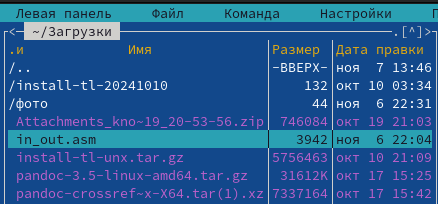 Левая панель Файл Команда Настройки
~/Загрузки .[^]>
.и Имя Размер Дата правки
/.. -ВВЕРХ- ноя 7 13:46
/install-tl-20241010 132 окт 10 03:34
/фото 44 ноя 6 22:31
Attachments_kno~19_20-53-56.zip 746084 окт 19 21:03
in_out.asm 3942 ноя 6 22:04
install-tl-unx.tar.gz 5756463 окт 10 21:09
pandoc-3.5-linux-amd64.tar.gz 31612K окт 17 15:25
pandoc-crossref~x-X64.tar(1).xz 7337164 окт 17 15:42